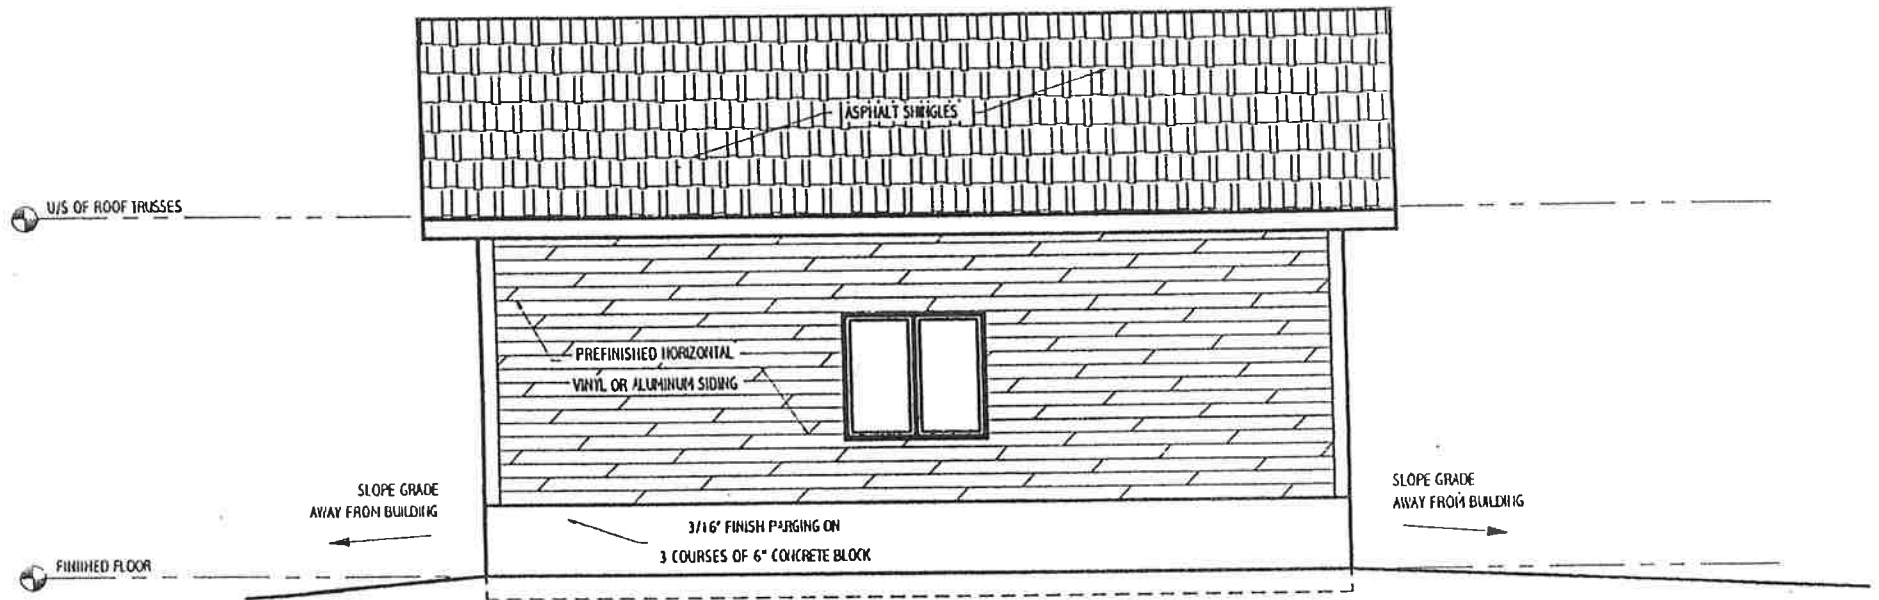 ASPHALT SHINGLES
U/S OF ROOF TRUSSES
PREFINISHED HORIZONTAL
VINYL OR ALUMINUM SIDING
SLOPE GRADE
AWAY FROM BUILDING
SLOPE GRADE
AWAY FROM BUILDING
3/16" FINISH PARGING ON
3 COURSES OF 6" CONCRETE BLOCK
FINISHED FLOOR